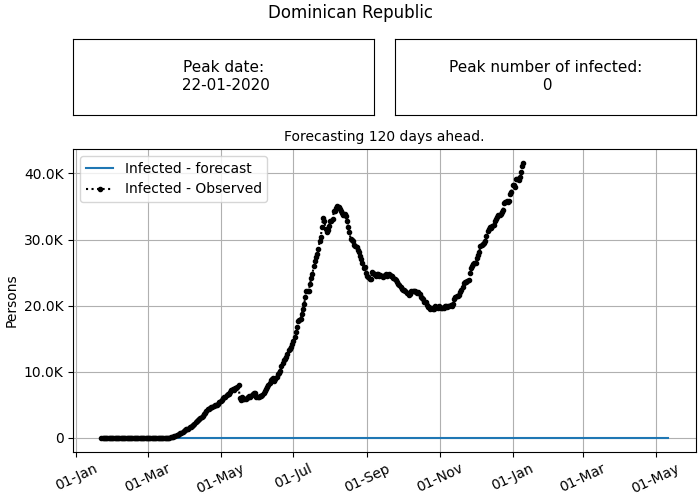 Dominican Republic
Peak date:
22-01-2020
Peak number of infected:
0
Forecasting 120 days ahead.
Infected - forecast
Infected - Observed
40.0K
30.0K
20.0K
10.0K
0
Persons
01-Jan
01-Mar
01-May
01-Jul
01-Sep
01-Nov
01-Jan
01-Mar
01-May